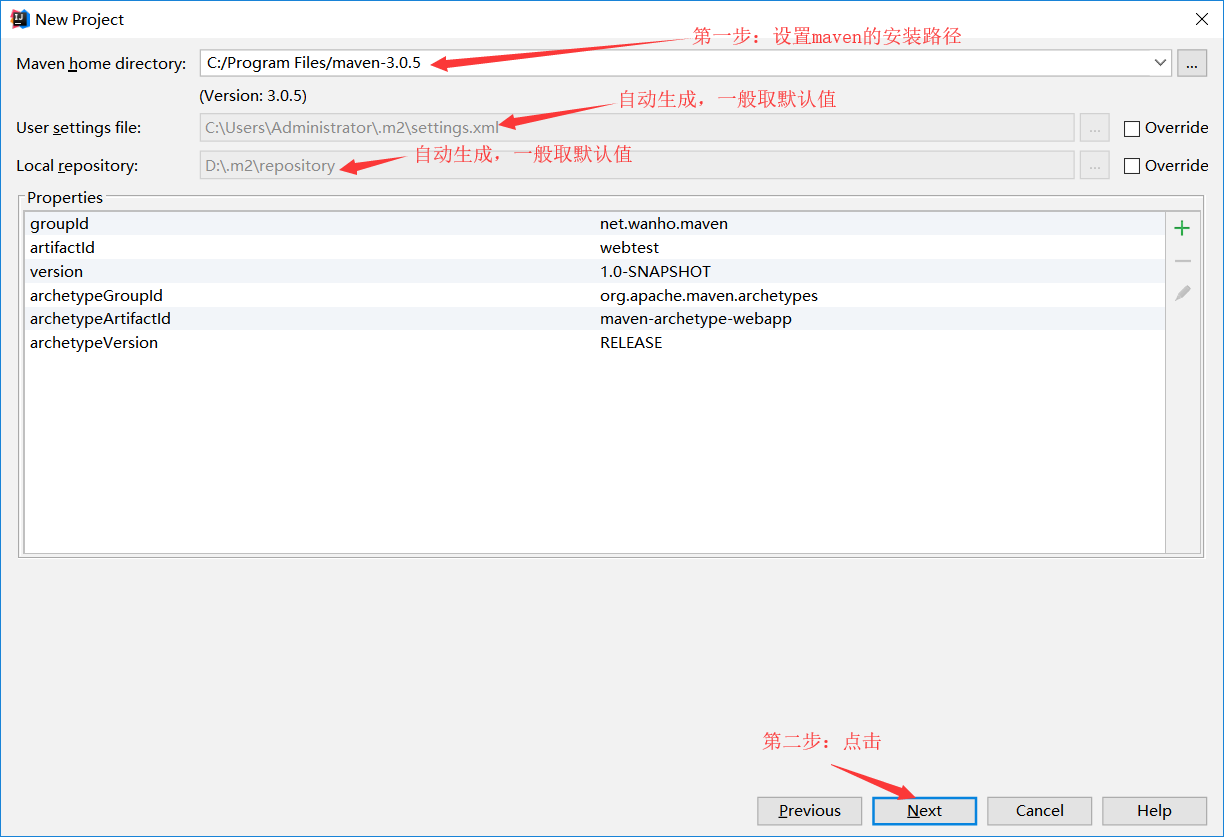 New Project
第一步：设置maven的安装路径
Maven home directory: C:/Program Files/maven-3.0.5 ...
(Version: 3.0.5)
自动生成，一般取默认值
User settings file: C:\Users\Administrator\.m2\settings.xml ... Override
自动生成，一般取默认值
Local repository: D:\.m2\repository ... Override
Properties
groupId net.wanho.maven
artifactId webtest
version 1.0-SNAPSHOT
archetypeGroupId org.apache.maven.archetypes
archetypeArtifactId maven-archetype-webapp
archetypeVersion RELEASE
第二步：点击
Previous Next Cancel Help